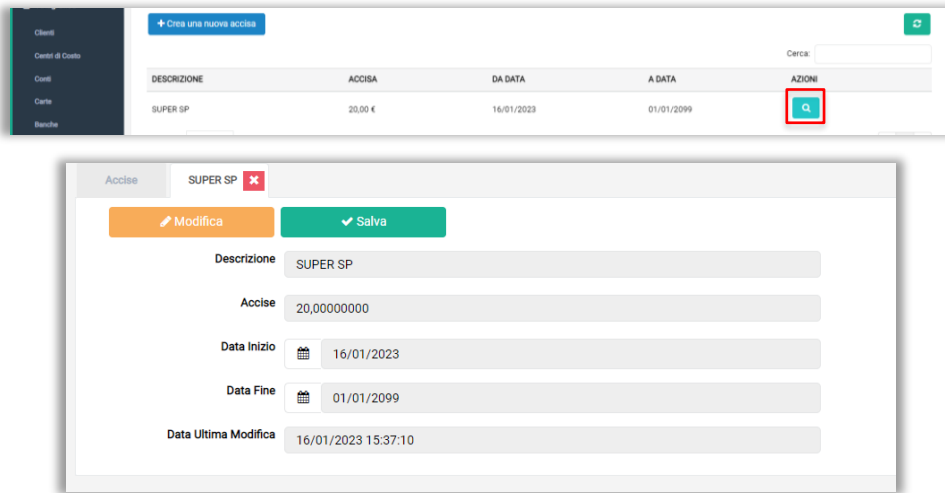 Clienti
Centri di Costo
Conti
Carte
Banche
+ Crea una nuova accisa
Cerca:
DESCRIZIONE ACCISA DA DATA A DATA AZIONI
SUPER SP 20,00 € 16/01/2023 01/01/2099
Accise SUPER SP
Modifica Salva
Descrizione SUPER SP
Accise 20,00000000
Data Inizio 16/01/2023
Data Fine 01/01/2099
Data Ultima Modifica 16/01/2023 15:37:10